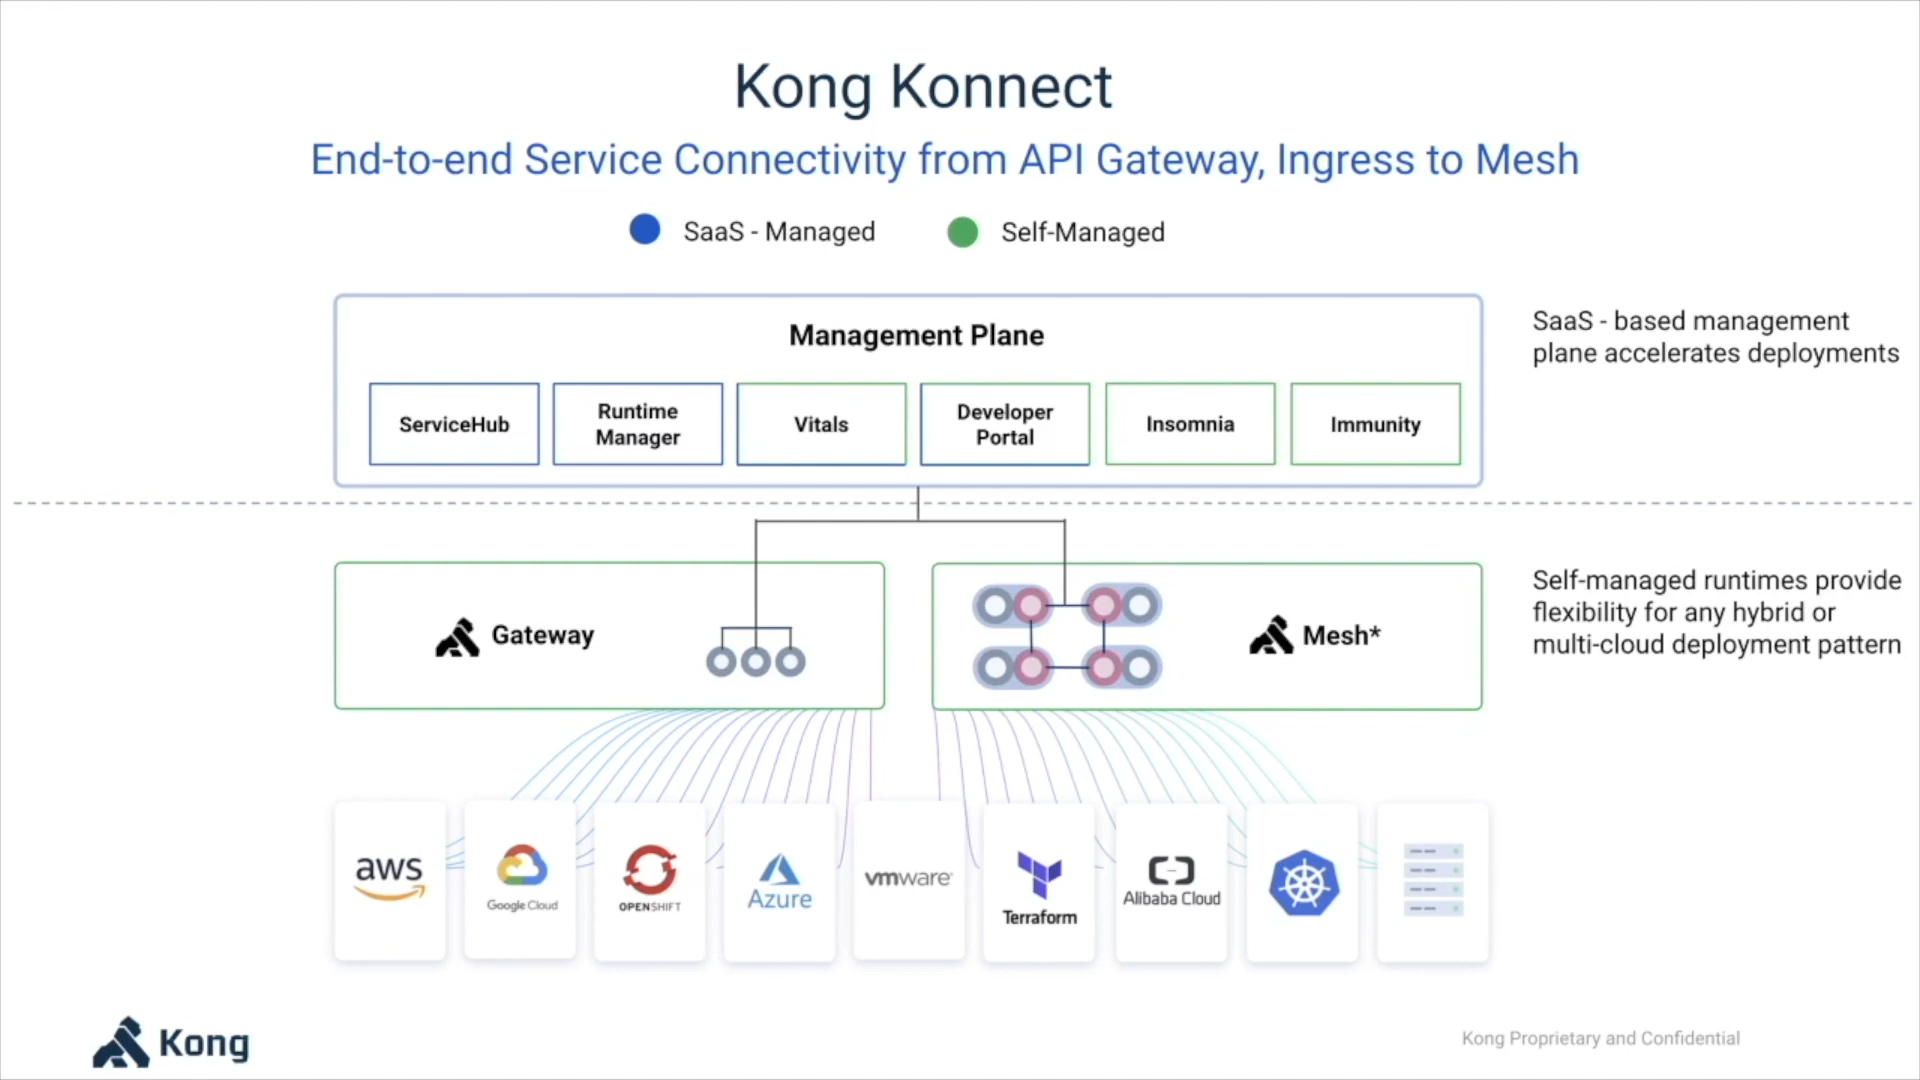 Kong Konnect
End-to-end Service Connectivity from API Gateway, Ingress to Mesh
SaaS - Managed
Self-Managed
Management Plane
ServiceHub
Runtime
Manager
Vitals
Developer
Portal
Insomnia
Immunity
SaaS - based management
plane accelerates deployments
Gateway
Mesh*
Self-managed runtimes provide
flexibility for any hybrid or
multi-cloud deployment pattern
aws
Google Cloud
OPENSHIFT
Azure
vmware
Terraform
Alibaba Cloud
Kong
Kong Proprietary and Confidential